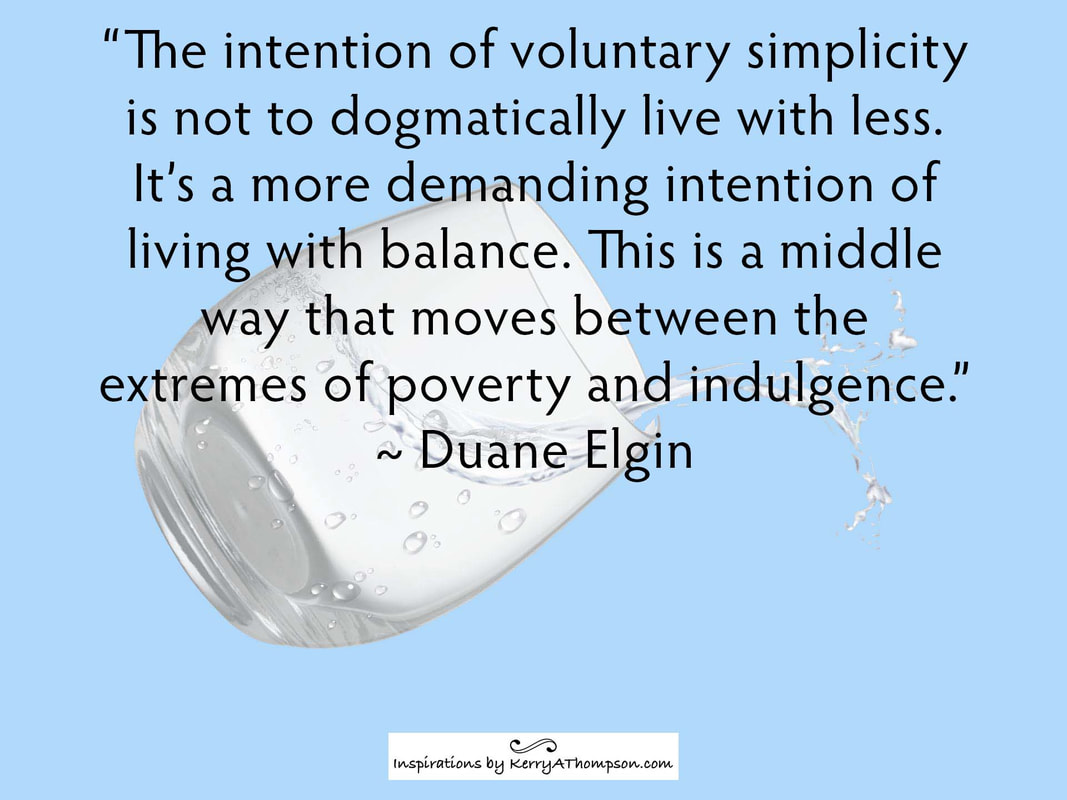 “The intention of voluntary simplicity
is not to dogmatically live with less.
It’s a more demanding intention of
living with balance. This is a middle
way that moves between the
extremes of poverty and indulgence.”
~ Duane Elgin
Inspirations by KerryAThompson.com